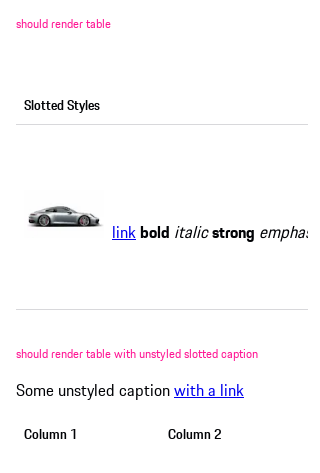 should render table
Slotted Styles
link bold italic strong emphas
should render table with unstyled slotted caption
Some unstyled caption with a link
Column 1 Column 2